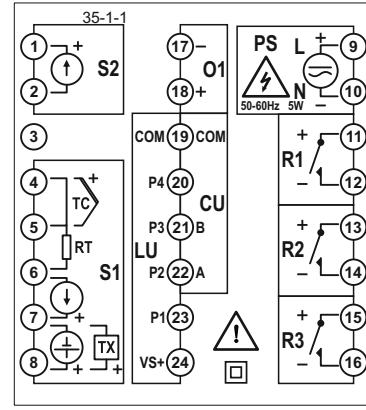 35-1-1
1 + S2
2
3
4 + TC
5
RT
6 S1
7
8 + TX +
17 − O1
18 +
COM 19 COM
P4 20
CU
P3 21 B
LU
P2 22 A
P1 23
VS+ 24
PS L + 9
N − 10
50-60Hz 5W
+ 11
R1
− 12
+ 13
R2
− 14
+ 15
R3
− 16